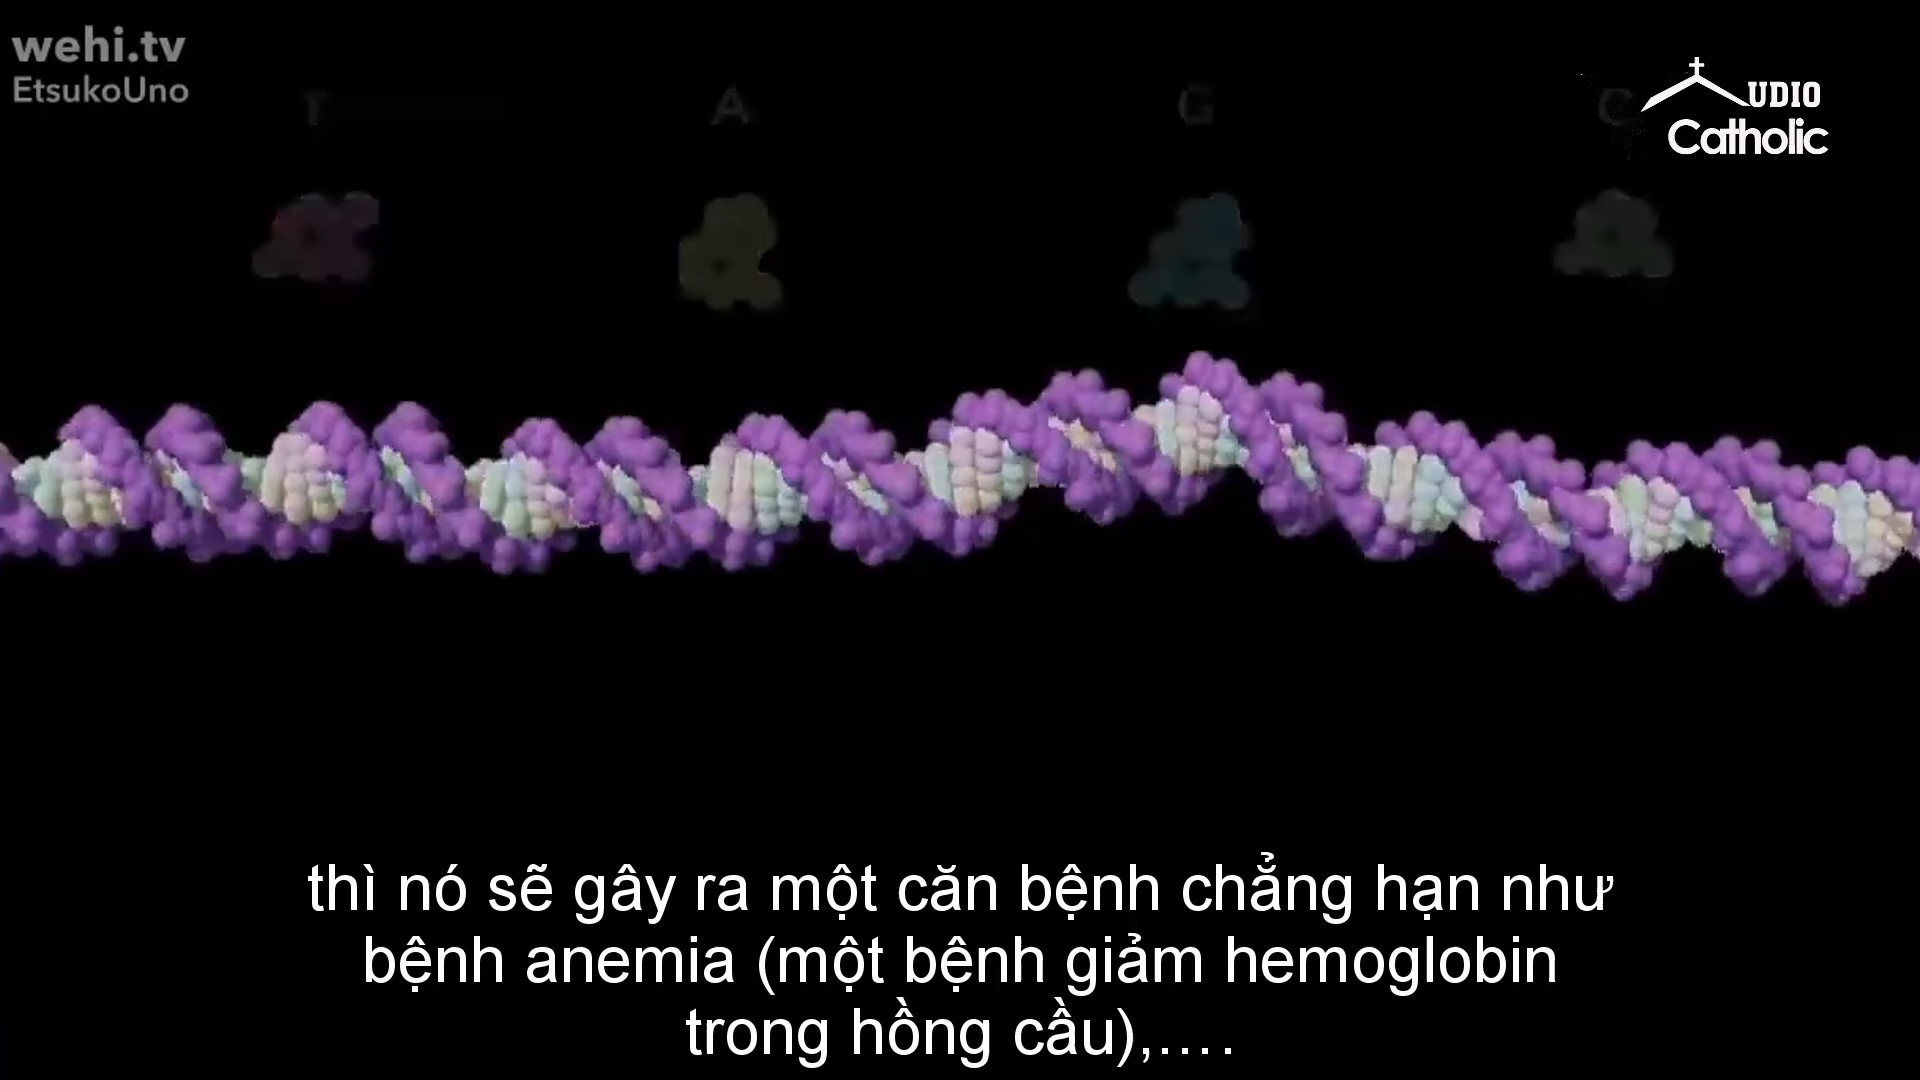 wehi.tv
EtsukoUno
T A G C
UDIO
Catholic
thì nó sẽ gây ra một căn bệnh chẳng hạn như
bệnh anemia (một bệnh giảm hemoglobin
trong hồng cầu),....